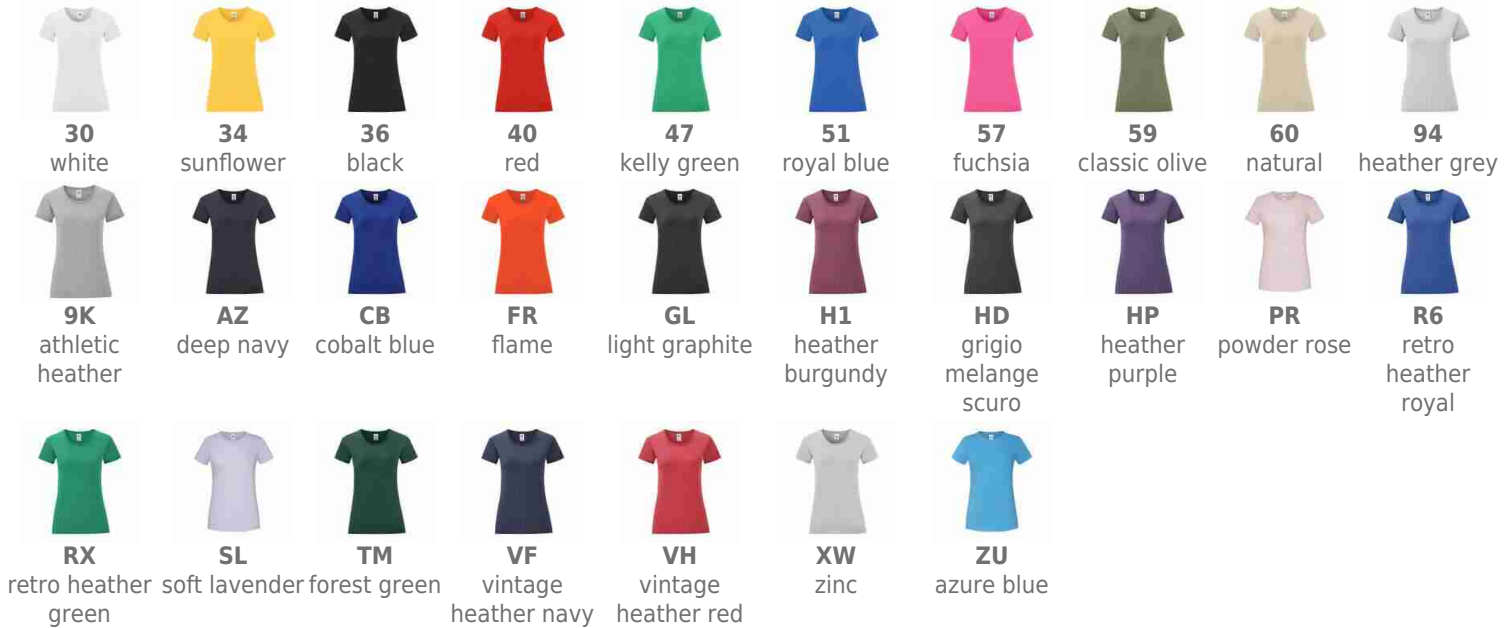 30 34 36 40 47 51 57 59 60 94
white sunflower black red kelly green royal blue fuchsia classic olive natural heather grey
9K AZ CB FR GL H1 HD HP PR R6
athletic deep navy cobalt blue flame light graphite heather grigio heather powder rose retro
heather burgundy melange purple heather
scuro royal
RX SL TM VF VH XW ZU
retro heather soft lavender forest green vintage vintage zinc azure blue
green heather navy heather red